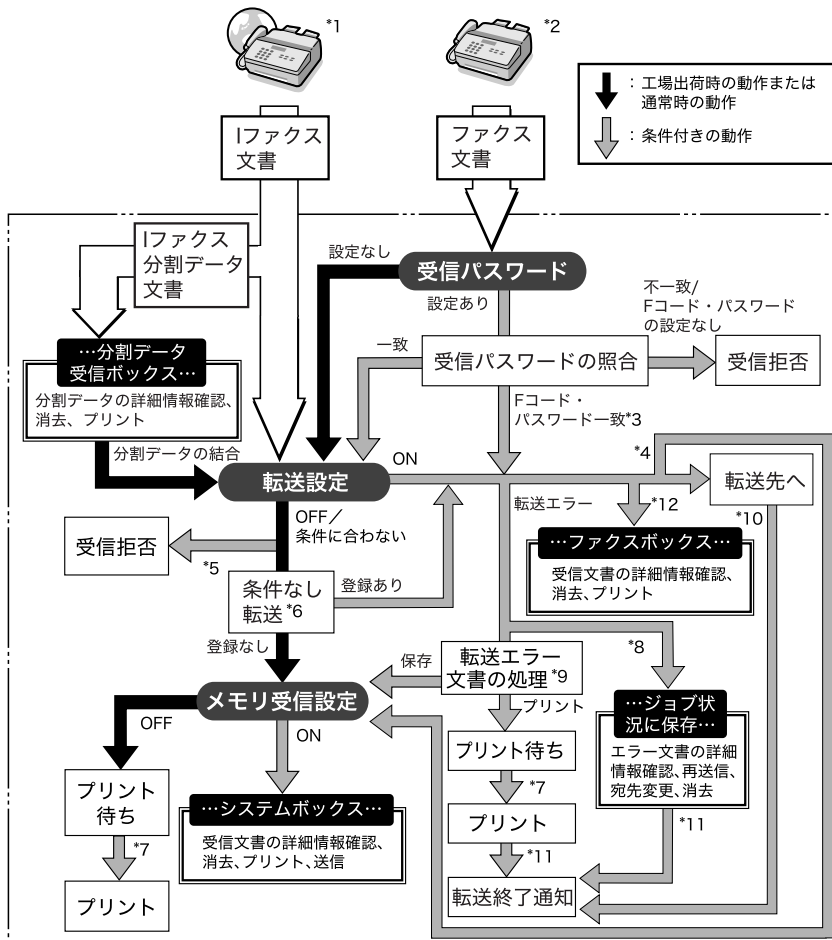 *1
*2
：工場出荷時の動作または
通常時の動作
：条件付きの動作
Iファクス
文書
ファクス
文書
Iファクス
分割データ
文書
設定なし
受信パスワード
設定あり
不一致/
Fコード・パスワード
の設定なし
…分割データ
受信ボックス…
分割データの詳細情報確認、
消去、プリント
一致
受信パスワードの照合
受信拒否
Fコード・
パスワード一致*3
分割データの結合
転送設定
ON
*4
転送先へ
OFF／
条件に合わない
転送エラー
*12
*10
受信拒否
*5
…ファクスボックス…
受信文書の詳細情報確認、
消去、プリント
条件なし
転送*6
登録あり
登録なし
保存
転送エラー
文書の処理*9
*8
メモリ受信設定
プリント
OFF
ON
…ジョブ状
況に保存…
エラー文書の詳細
情報確認、再送信、
宛先変更、消去
プリント待ち
プリント
待ち
*7
…システムボックス…
受信文書の詳細情報確認、
消去、プリント、送信
プリント
*11
*7
*11
プリント
転送終了通知